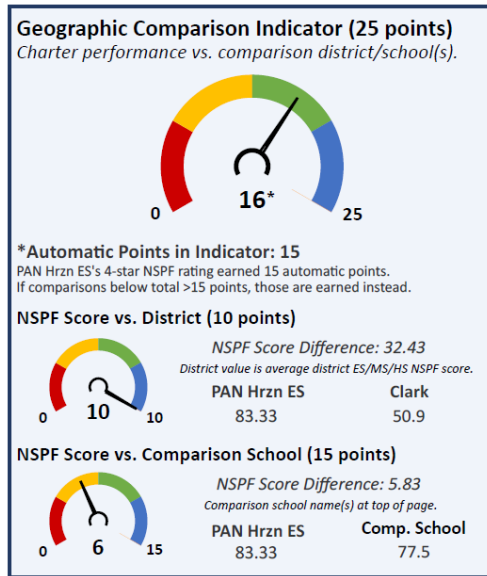 Geographic Comparison Indicator (25 points)
Charter performance vs. comparison district/school(s).
0
16*
25
*Automatic Points in Indicator: 15
PAN Hrzn ES's 4-star NSPF rating earned 15 automatic points.
If comparisons below total >15 points, those are earned instead.
NSPF Score vs. District (10 points)
NSPF Score Difference: 32.43
District value is average district ES/MS/HS NSPF score.
PAN Hrzn ES Clark
0 10 10
83.33 50.9
NSPF Score vs. Comparison School (15 points)
NSPF Score Difference: 5.83
Comparison school name(s) at top of page.
PAN Hrzn ES Comp. School
0 6 15
83.33 77.5